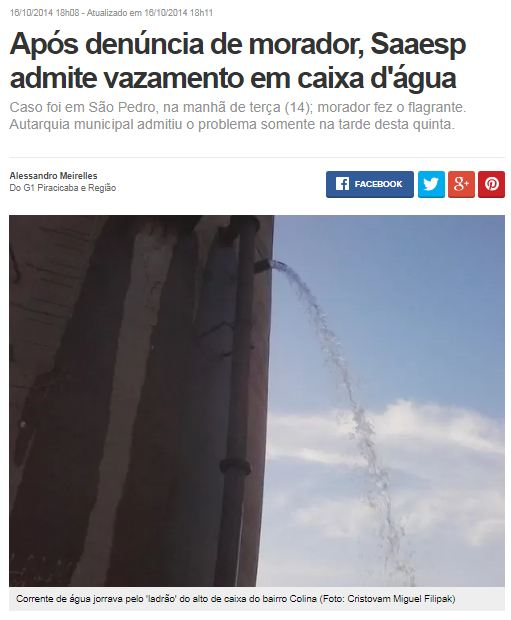 16/10/2014 18h08 - Atualizado em 16/10/2014 18h11
Após denúncia de morador, Saaesp
admite vazamento em caixa d'água
Caso foi em São Pedro, na manhã de terça (14); morador fez o flagrante.
Autarquia municipal admitiu o problema somente na tarde desta quinta.
Alessandro Meirelles
Do G1 Piracicaba e Região
FACEBOOK
Corrente de água jorrava pelo 'ladrão' do alto de caixa do bairro Colina (Foto: Cristovam Miguel Filipak)